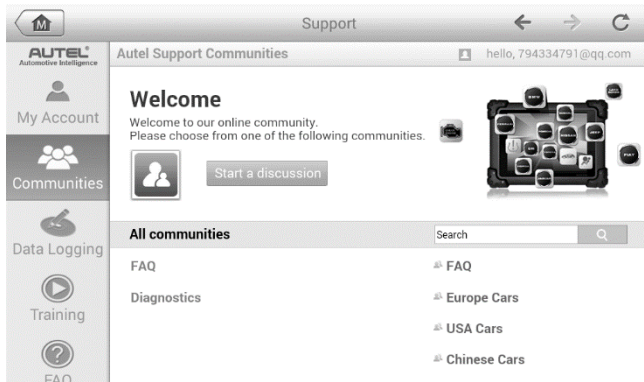 M
Support
AUTEL®
Automotive Intelligence
Autel Support Communities
hello, 794334791@qq.com
My Account
Communities
Data Logging
Training
FAQ
Welcome
Welcome to our online community.
Please choose from one of the following communities.
Start a discussion
All communities
Search
FAQ
FAQ
Diagnostics
Europe Cars
USA Cars
Chinese Cars